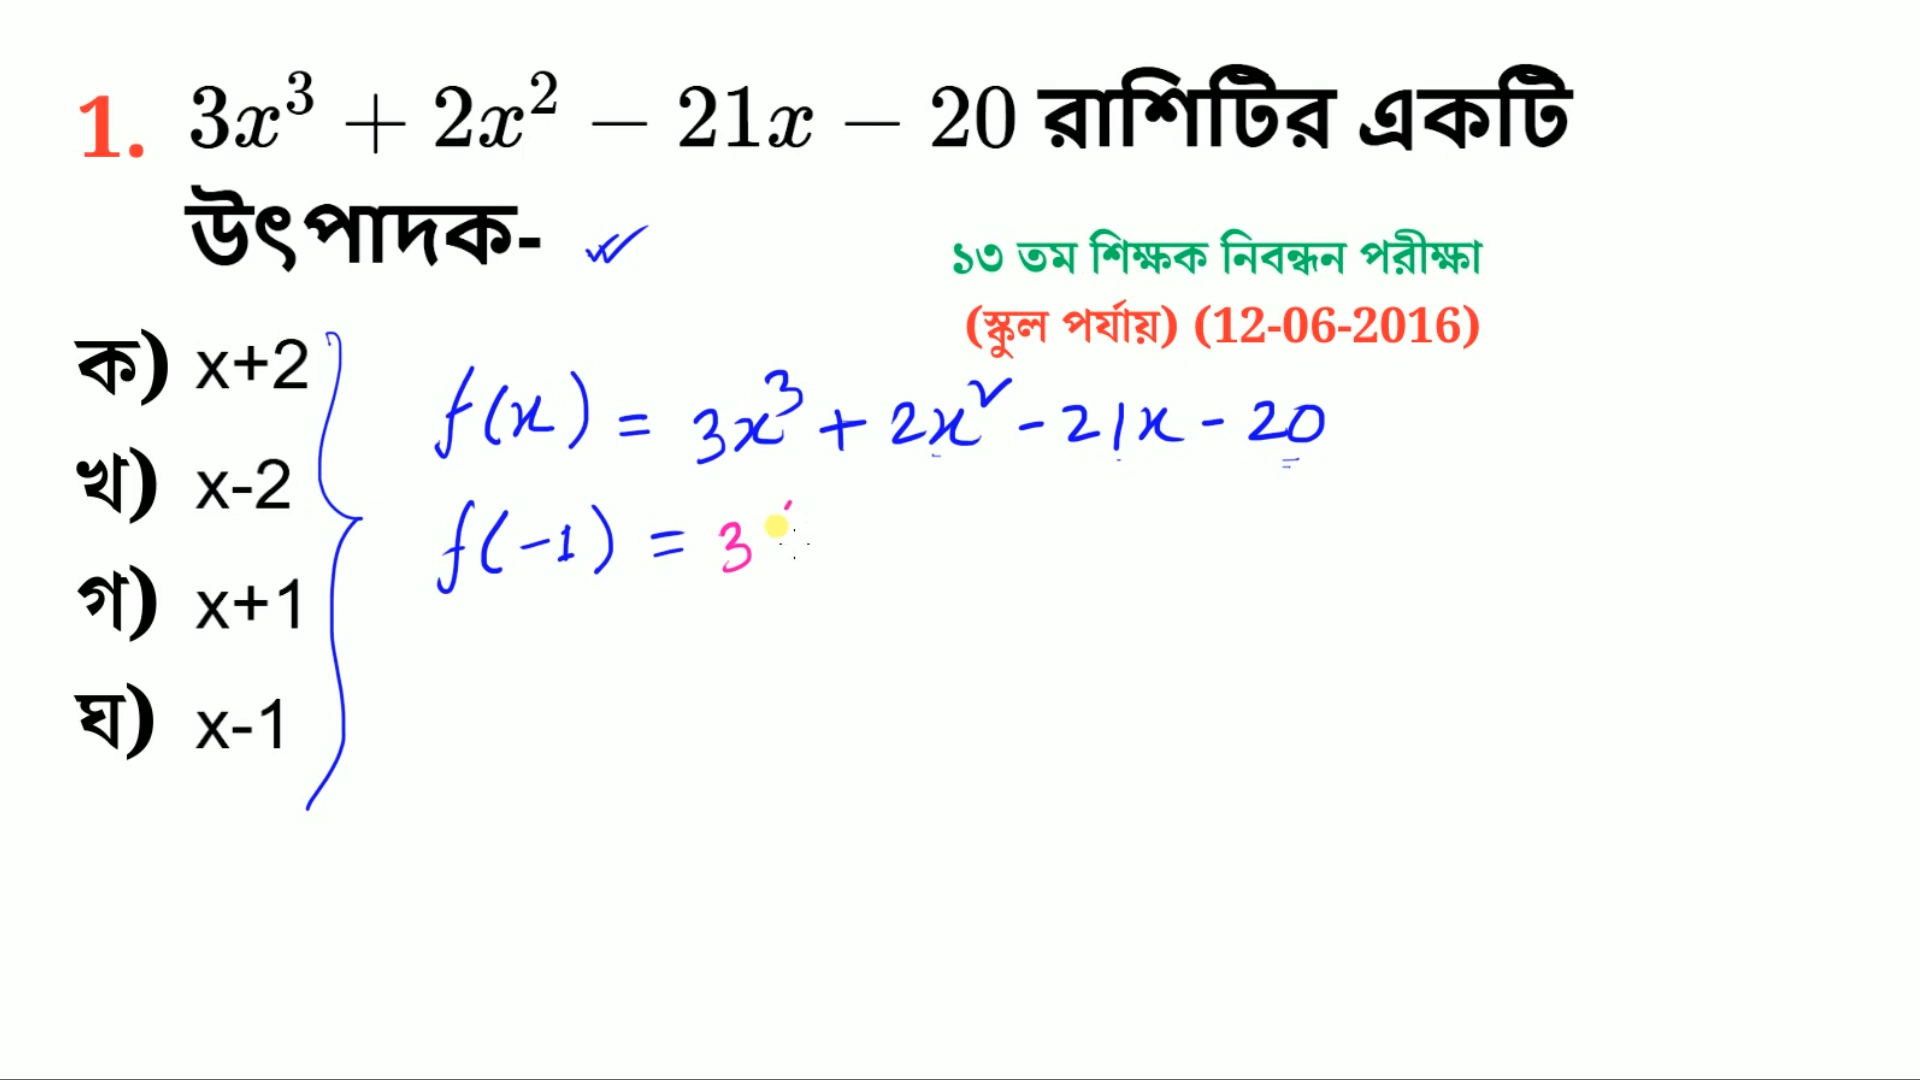 1. 3x³ + 2x² − 21x − 20 রাশিটির একটি
উৎপাদক-
১৩ তম শিক্ষক নিবন্ধন পরীক্ষা
(স্কুল পর্যায়) (12-06-2016)
ক) x+2
খ) x-2
গ) x+1
ঘ) x-1
f(x) = 3x³ + 2x² - 21x - 20
f(-1) = 3